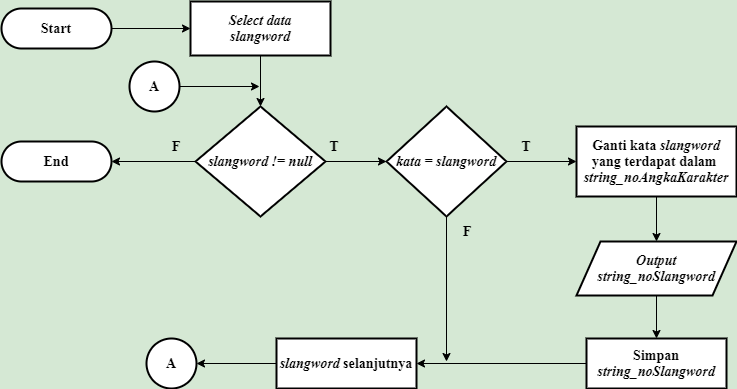 Start
Select data
slangword
A
End
F
slangword != null
T
kata = slangword
T
Ganti kata slangword
yang terdapat dalam
string_noAngkaKarakter
F
Output
string_noSlangword
A
slangword selanjutnya
Simpan
string_noSlangword